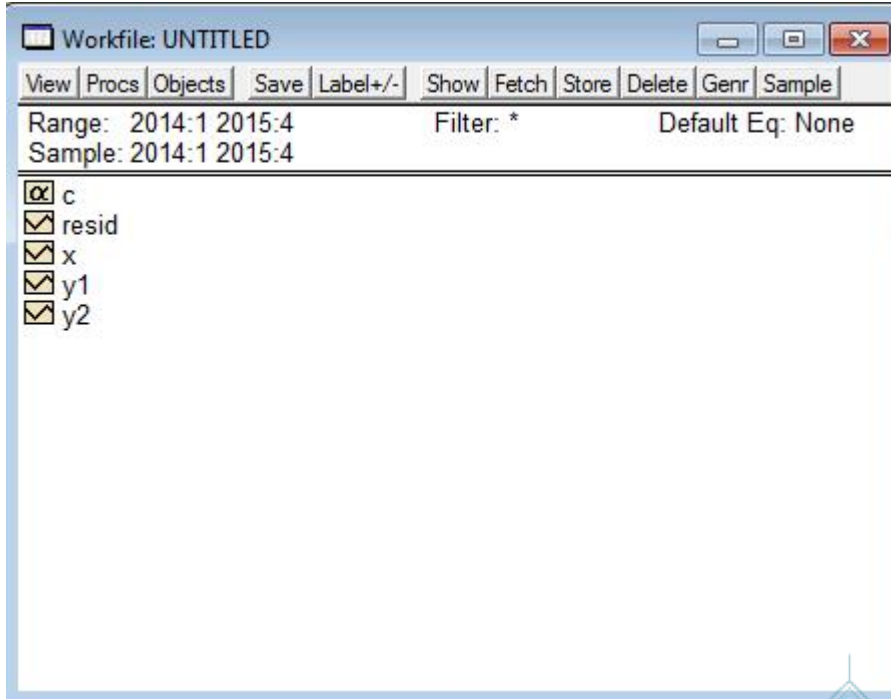 Workfile: UNTITLED
View Procs Objects Save Label+/- Show Fetch Store Delete Genr Sample
Range: 2014:1 2015:4 Filter: * Default Eq: None
Sample: 2014:1 2015:4
α c
resid
x
y1
y2